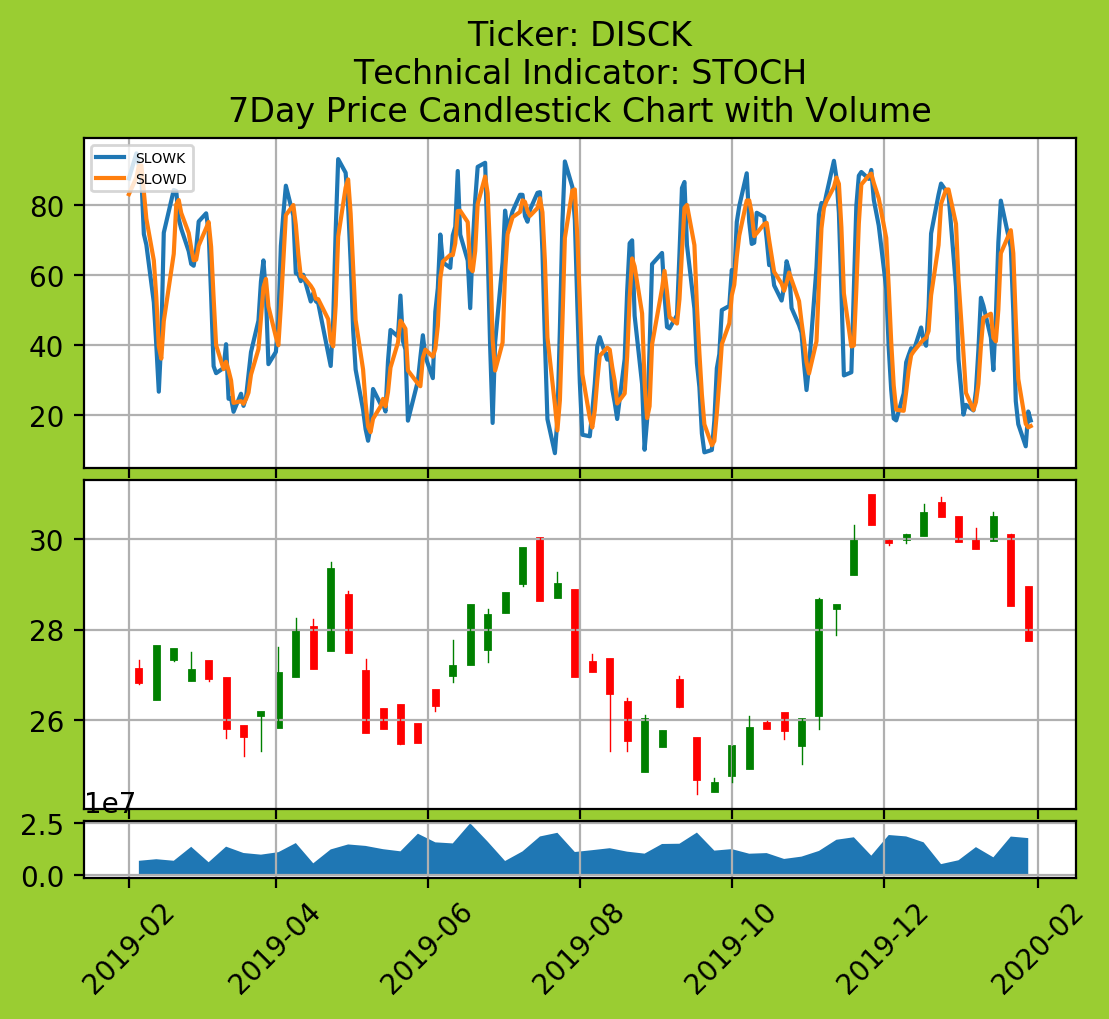 Ticker: DISCK
Technical Indicator: STOCH
7Day Price Candlestick Chart with Volume
SLOWK
SLOWD
80
60
40
20
30
28
26
1e7
2.5
0.0
2019-02
2019-04
2019-06
2019-08
2019-10
2019-12
2020-02